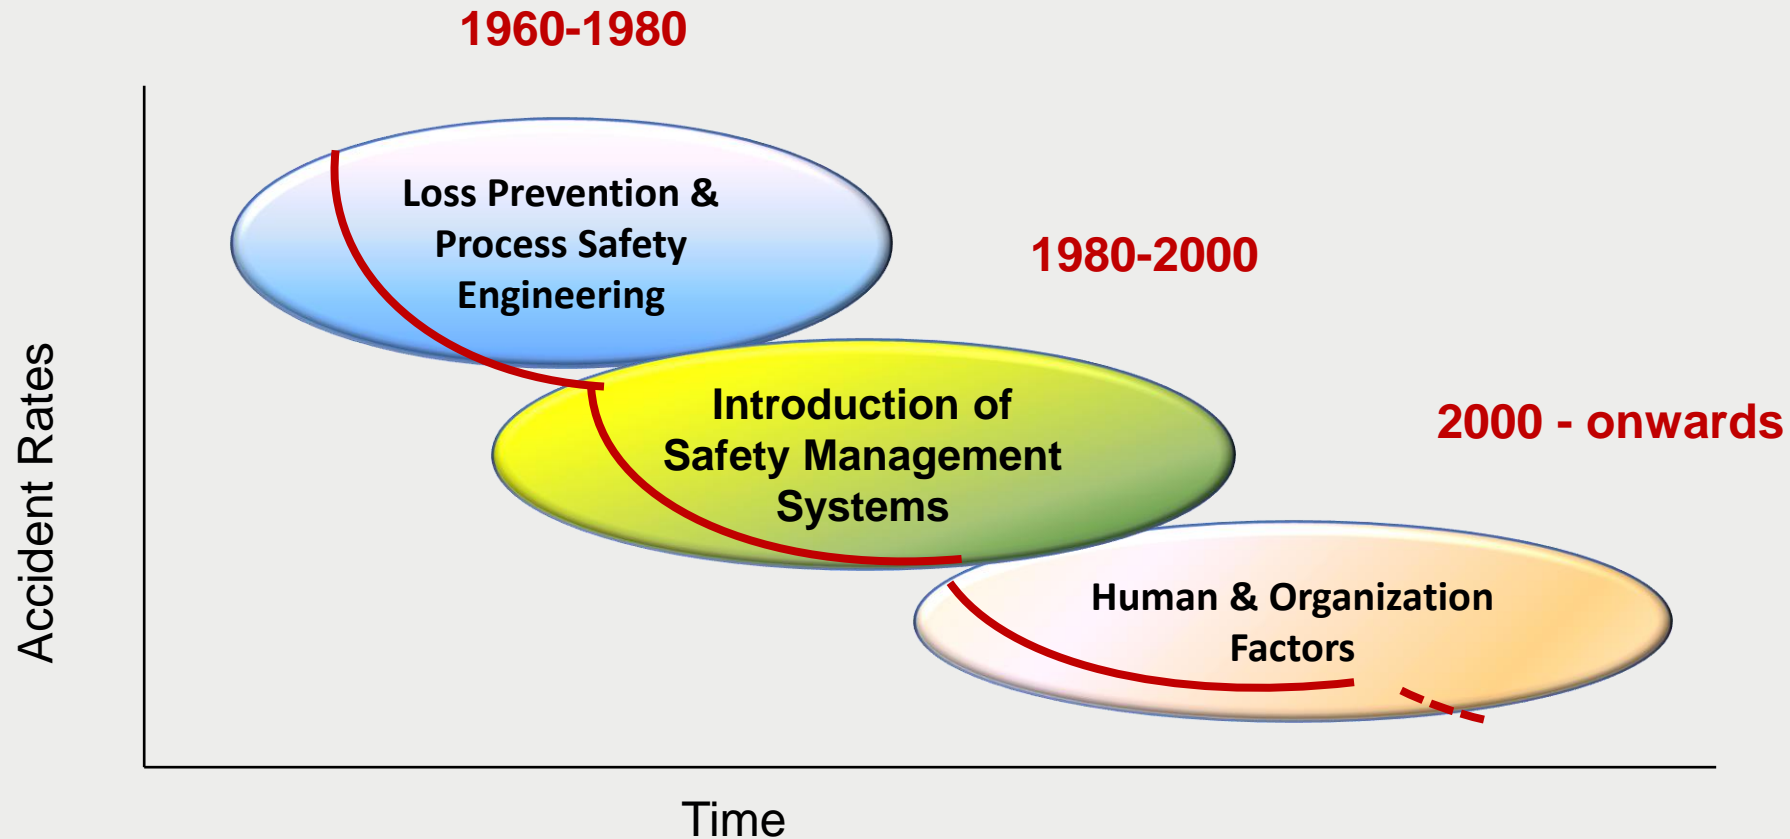 1960-1980
Loss Prevention &
Process Safety
Engineering
1980-2000
Introduction of
Safety Management
Systems
2000 - onwards
Human & Organization
Factors
Accident Rates
Time